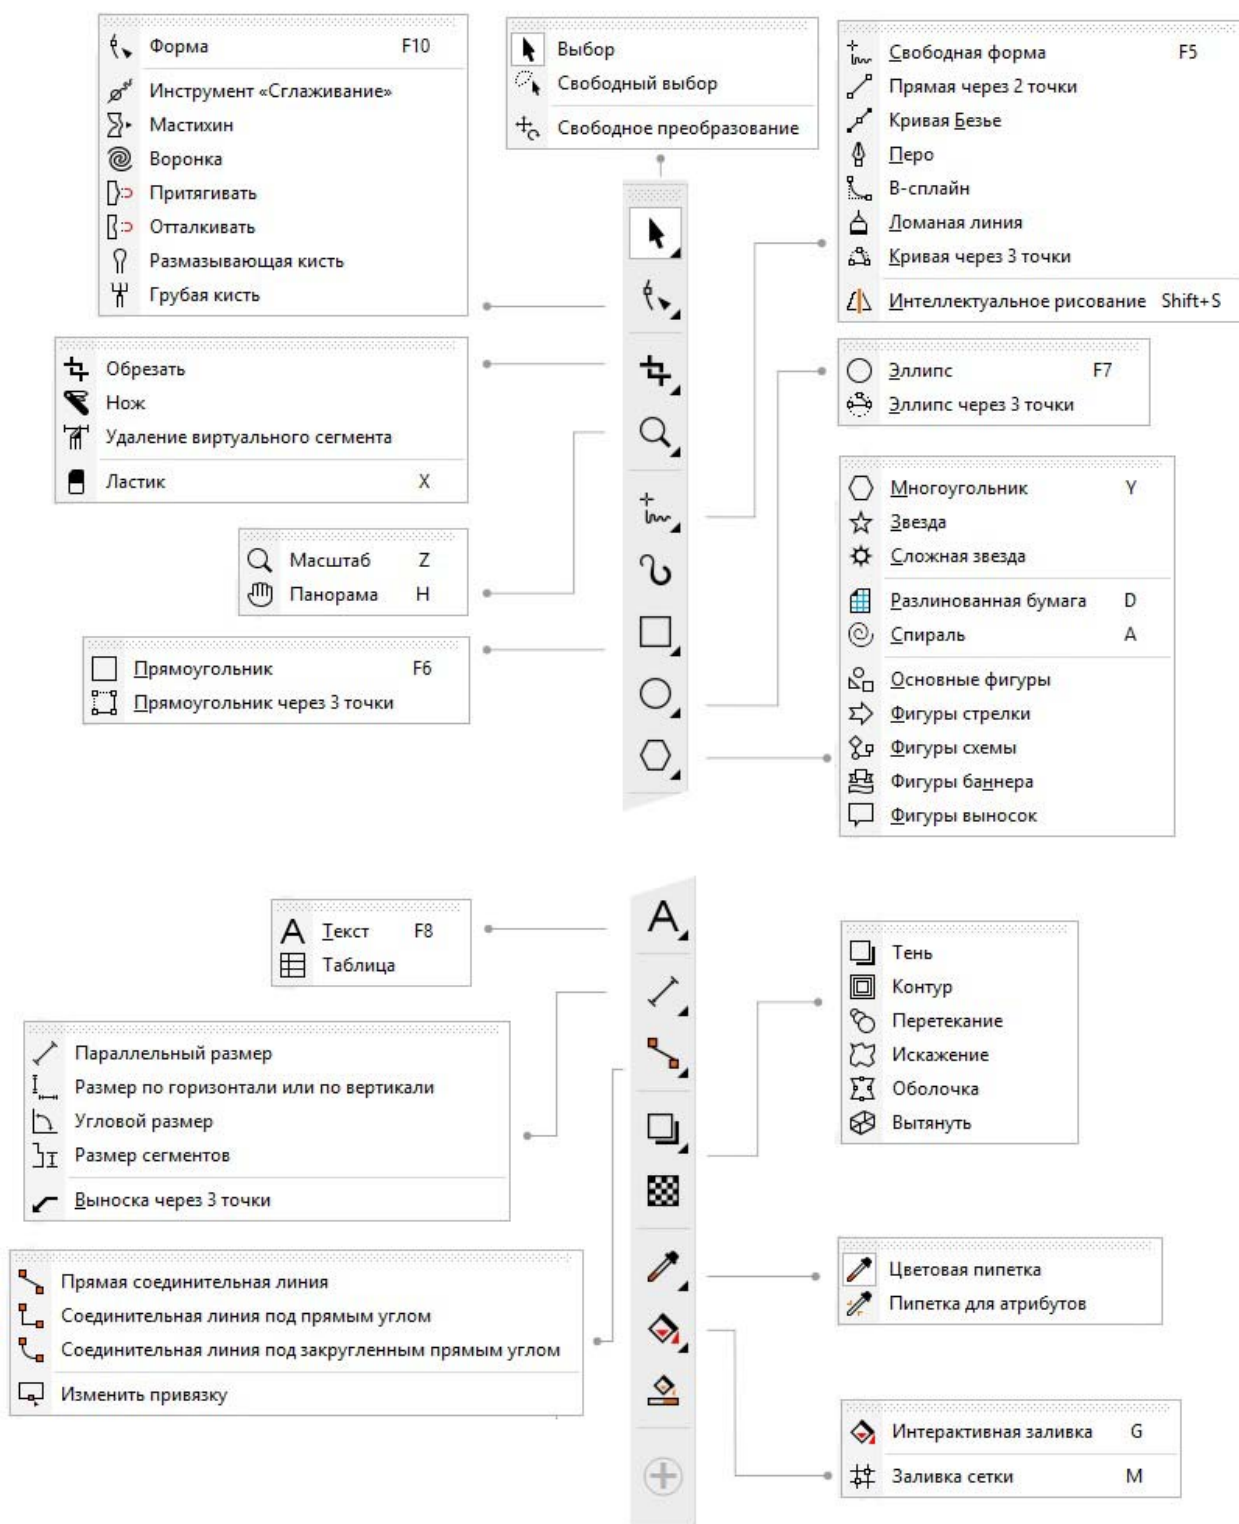 Форма F10
Инструмент «Сглаживание»
Мастихин
Воронка
Притягивать
Отталкивать
Размазывающая кисть
Грубая кисть
Выбор
Свободный выбор
Свободное преобразование
Свободная форма F5
Прямая через 2 точки
Кривая Безье
Перо
В-сплайн
Ломаная линия
Кривая через 3 точки
Интеллектуальное рисование Shift+S
Обрезать
Нож
Удаление виртуального сегмента
Ластик X
Эллипс F7
Эллипс через 3 точки
Масштаб Z
Панорама H
Многоугольник Y
Звезда
Сложная звезда
Разлинованная бумага D
Спираль A
Основные фигуры
Фигуры стрелки
Фигуры схемы
Фигуры баннера
Фигуры выносок
Прямоугольник F6
Прямоугольник через 3 точки
Текст F8
Таблица
Тень
Контур
Перетекание
Искажение
Оболочка
Вытянуть
Параллельный размер
Размер по горизонтали или по вертикали
Угловой размер
Размер сегментов
Выноска через 3 точки
Прямая соединительная линия
Соединительная линия под прямым углом
Соединительная линия под закругленным прямым углом
Изменить привязку
Цветовая пипетка
Пипетка для атрибутов
Интерактивная заливка G
Заливка сетки M